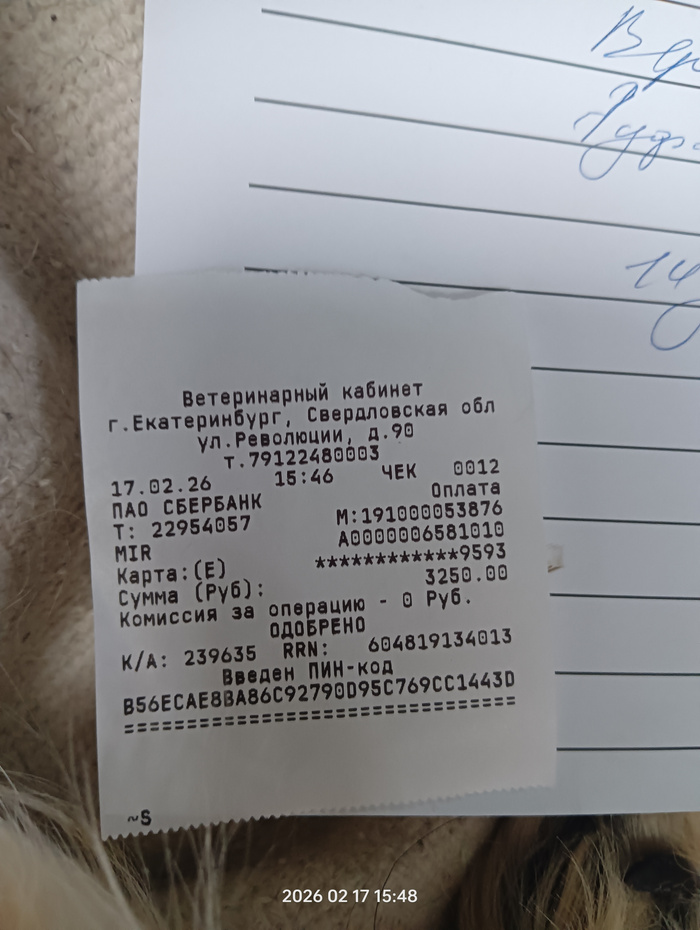 14
Ветеринарный кабинет
г.Екатеринбург, Свердловская обл
ул.Революции, д.90
т.79122480003
17.02.26 15:46 ЧЕК 0012
ПАО СБЕРБАНК Оплата
Т: 22954057 М:191000053876
MIR A0000006581010
Карта:(E) ************9593
Сумма (Руб): 3250.00
Комиссия за операцию - 0 Руб.
ОДОБРЕНО
К/А: 239635 RRN: 604819134013
Введен ПИН-код
B56ECAE8BA86C92790D95C769CC1443D
================================
~S
2026 02 17 15:48